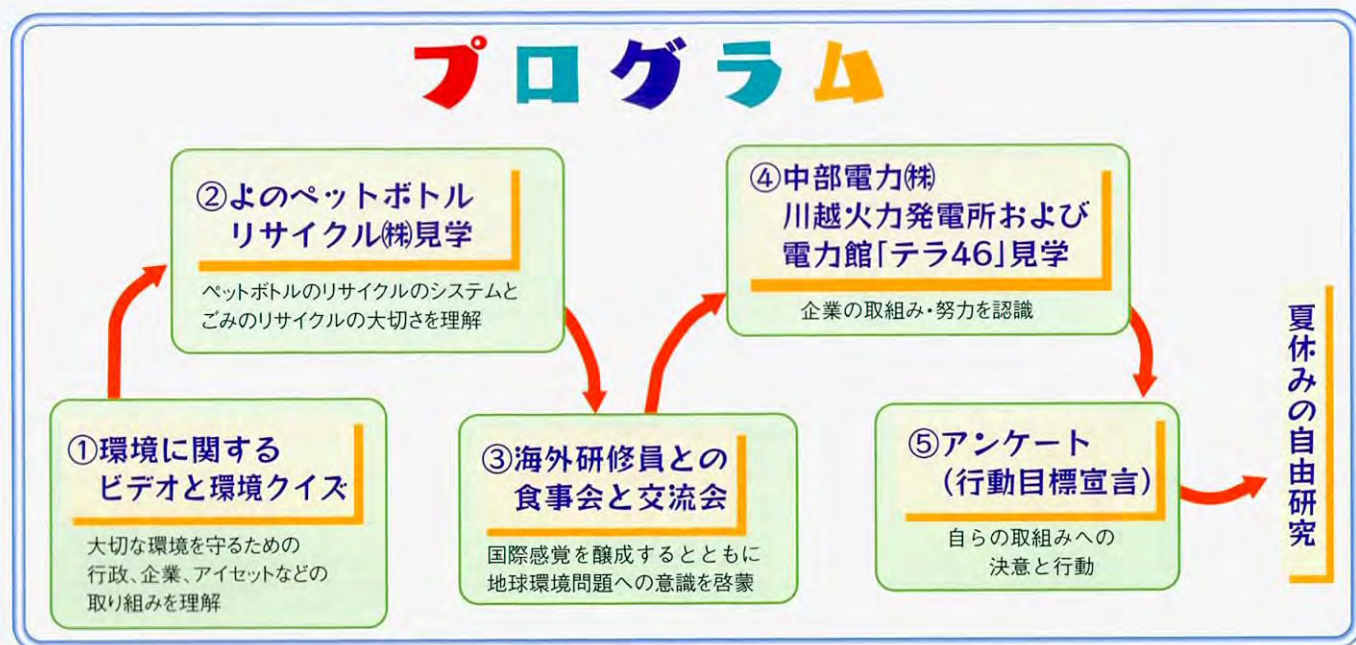 プログラム
①環境に関する
ビデオと環境クイズ
大切な環境を守るための
行政、企業、アイセットなどの
取り組みを理解
②よのペットボトル
リサイクル㈱見学
ペットボトルのリサイクルのシステムと
ごみのリサイクルの大切さを理解
③海外研修員との
食事会と交流会
国際感覚を醸成するとともに
地球環境問題への意識を啓蒙
④中部電力㈱
川越火力発電所および
電力館「テラ46」見学
企業の取組み・努力を認識
⑤アンケート
(行動目標宣言)
自らの取組みへの
決意と行動
夏休みの自由研究